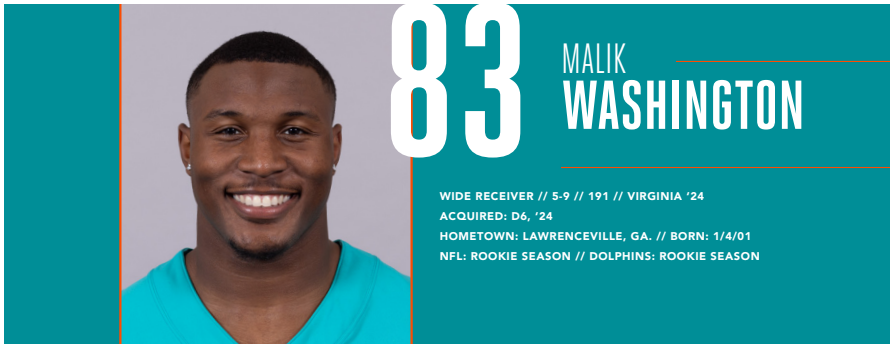 83
MALIK
WASHINGTON
WIDE RECEIVER // 5-9 // 191 // VIRGINIA ’24
ACQUIRED: D6, ‘24
HOMETOWN: LAWRENCEVILLE, GA. // BORN: 1/4/01
NFL: ROOKIE SEASON // DOLPHINS: ROOKIE SEASON